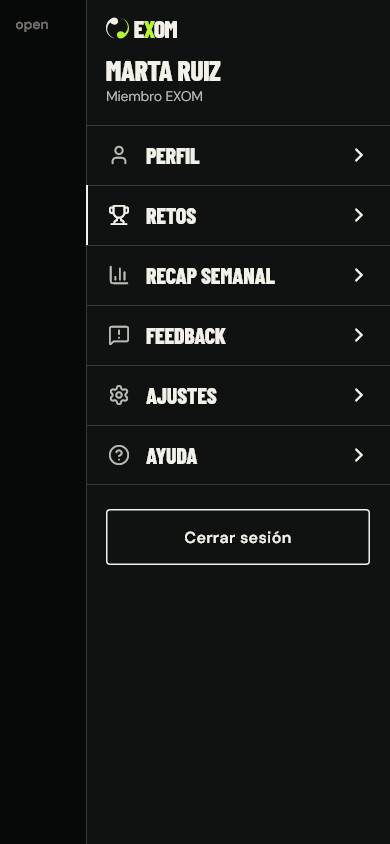 open
EXOM
MARTA RUIZ
Miembro EXOM
PERFIL
RETOS
RECAP SEMANAL
FEEDBACK
AJUSTES
AYUDA
Cerrar sesión